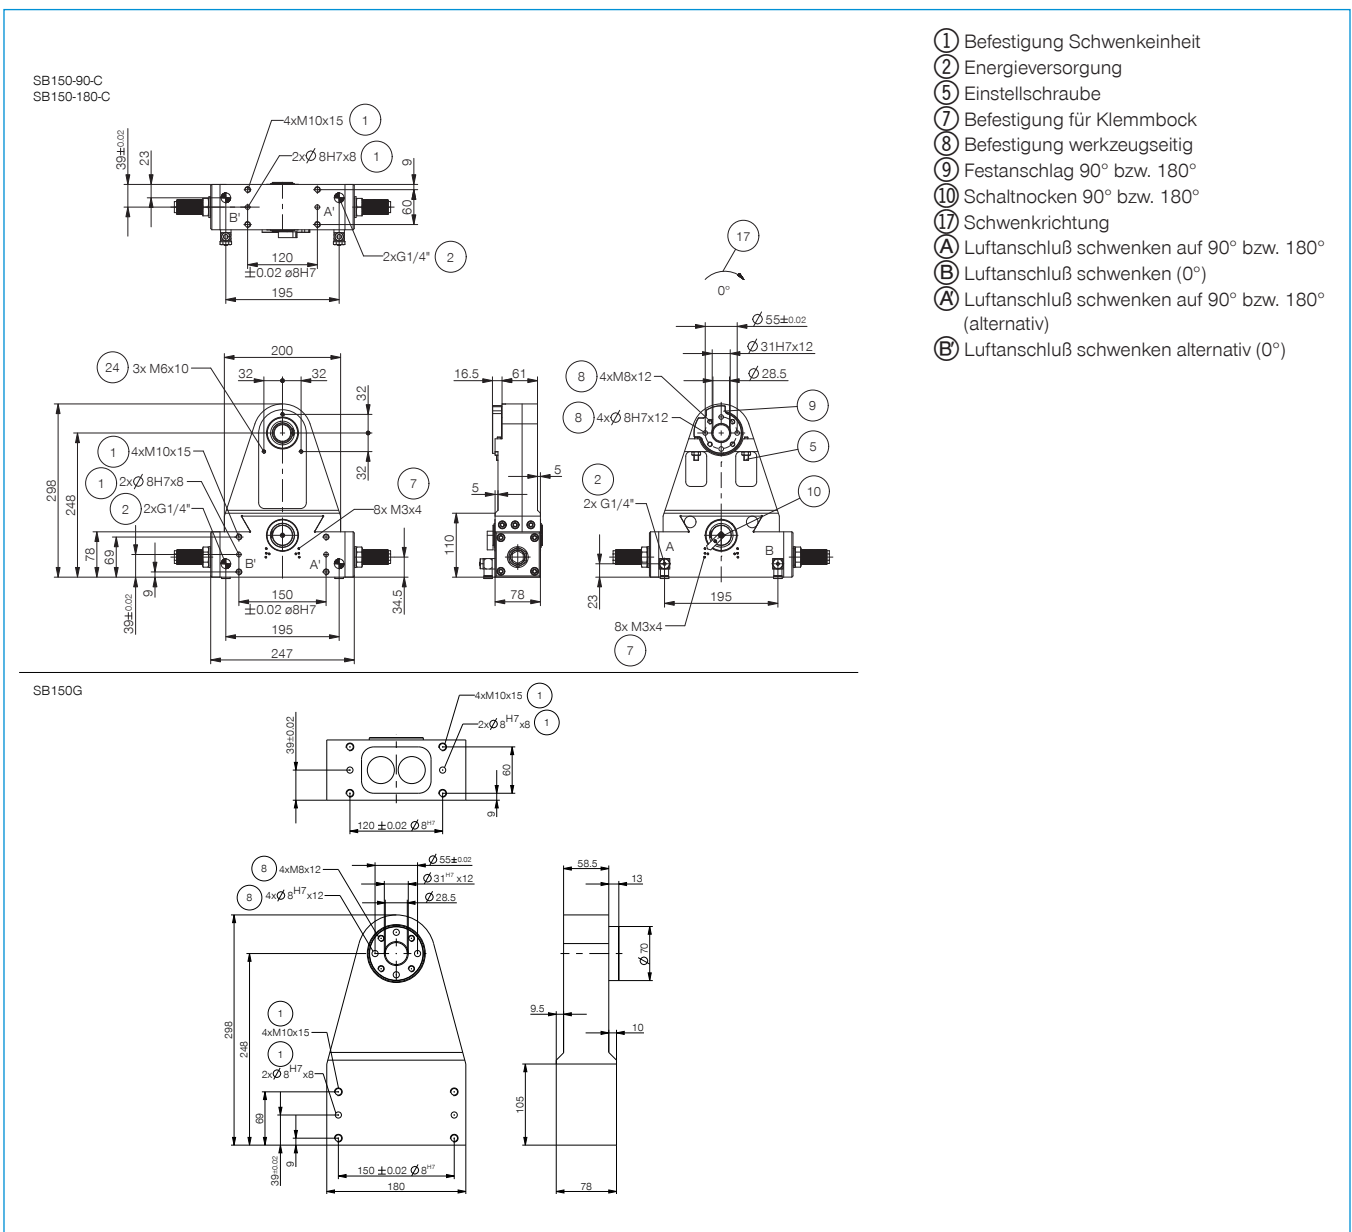 SB150-90-C
SB150-180-C
4xM10x15 1
2xØ 8H7x8 1
39±0.02
23
9
60
B'
A'
2xG1/4" 2
120
±0.02 ø8H7
195
17
0°
200
24 3x M6x10
32
32
32
32
298
248
78
69
39±0.02
9
1 4xM10x15
1 2xØ 8H7x8
2 2xG1/4"
7
8x M3x4
B'
A'
34.5
150
±0.02 ø8H7
195
247
16.5
61
5
5
110
78
Ø 55±0.02
Ø 31H7x12
Ø 28.5
8 4xM8x12
8 4xØ 8H7x12
9
5
10
2
2x G1/4"
A
B
23
195
8x M3x4
7
SB150G
4xM10x15 1
2xØ 8H7x8 1
39±0.02
60
9
120 ±0.02 Ø 8H7
Ø 55±0.02
Ø 31H7 x12
Ø 28.5
8 4xM8x12
8 4xØ 8H7x12
298
248
1
4xM10x15
1
2xØ 8H7x8
69
39±0.02
9
150 ±0.02 Ø 8H7
180
58.5
13
Ø 70
9.5
10
105
78
1 Befestigung Schwenkeinheit
2 Energieversorgung
5 Einstellschraube
7 Befestigung für Klemmbock
8 Befestigung werkzeugseitig
9 Festanschlag 90° bzw. 180°
10 Schaltnocken 90° bzw. 180°
17 Schwenkrichtung
A Luftanschluß schwenken auf 90° bzw. 180°
B Luftanschluß schwenken (0°)
A' Luftanschluß schwenken auf 90° bzw. 180°
(alternativ)
B' Luftanschluß schwenken alternativ (0°)